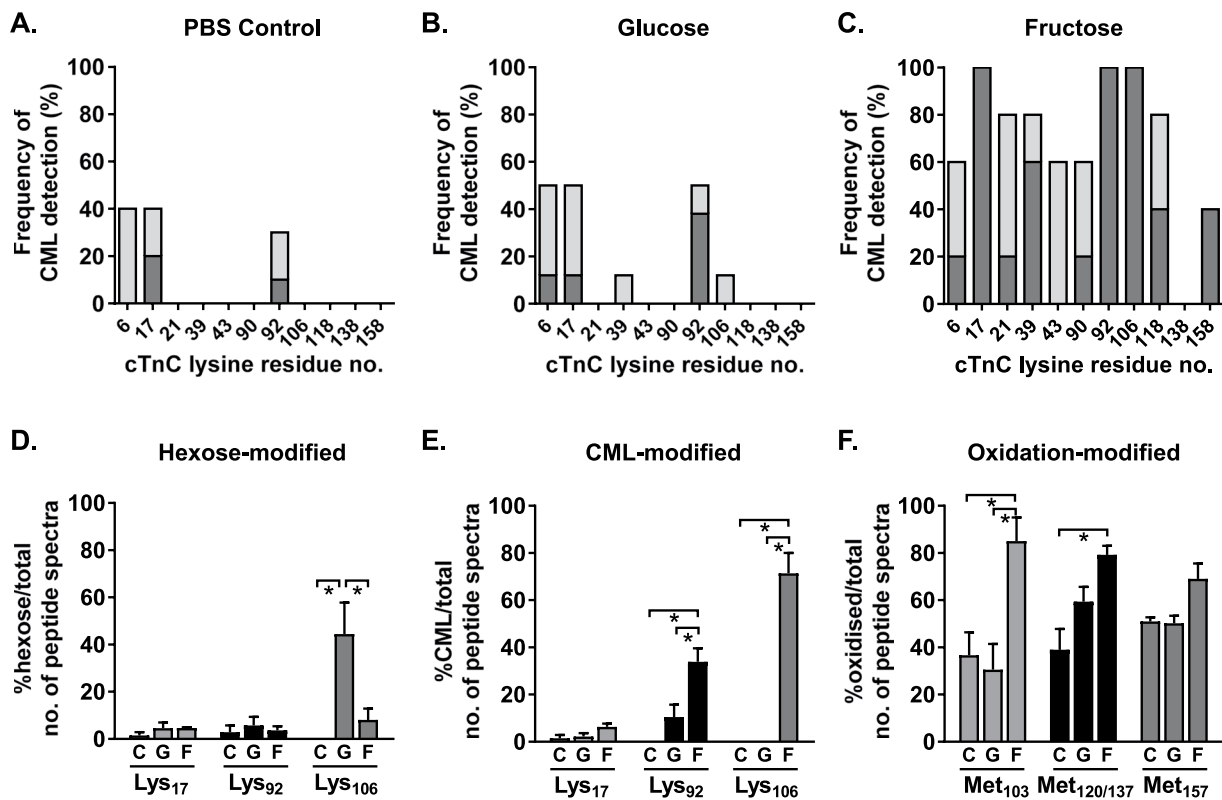 A.
PBS Control
Frequency of
CML detection (%)
100
80
60
40
20
0
6 17 21 39 43 90 92 106 118 138 158
cTnC lysine residue no.
B.
Glucose
Frequency of
CML detection (%)
100
80
60
40
20
0
6 17 21 39 43 90 92 106 118 138 158
cTnC lysine residue no.
C.
Fructose
Frequency of
CML detection (%)
100
80
60
40
20
0
6 17 21 39 43 90 92 106 118 138 158
cTnC lysine residue no.
D.
Hexose-modified
%hexose/total
no. of peptide spectra
100
80
60
40
20
0
* *
C G F C G F C G F
Lys17 Lys92 Lys106
E.
CML-modified
%CML/total
no. of peptide spectra
100
80
60
40
20
0
*
*
*
*
C G F C G F C G F
Lys17 Lys92 Lys106
F.
Oxidation-modified
%oxidised/total
no. of peptide spectra
100
80
60
40
20
0
*
*
*
C G F C G F C G F
Met103 Met120/137 Met157